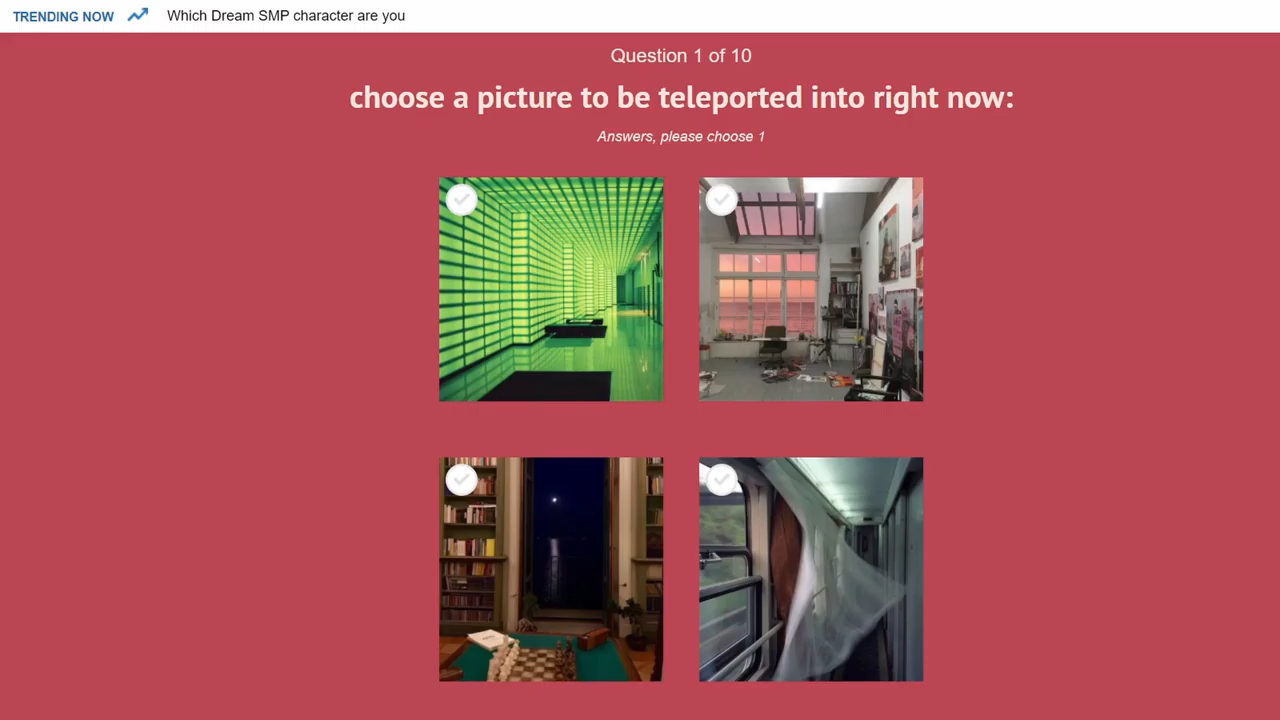 TRENDING NOW Which Dream SMP character are you
Question 1 of 10
choose a picture to be teleported into right now:
Answers, please choose 1